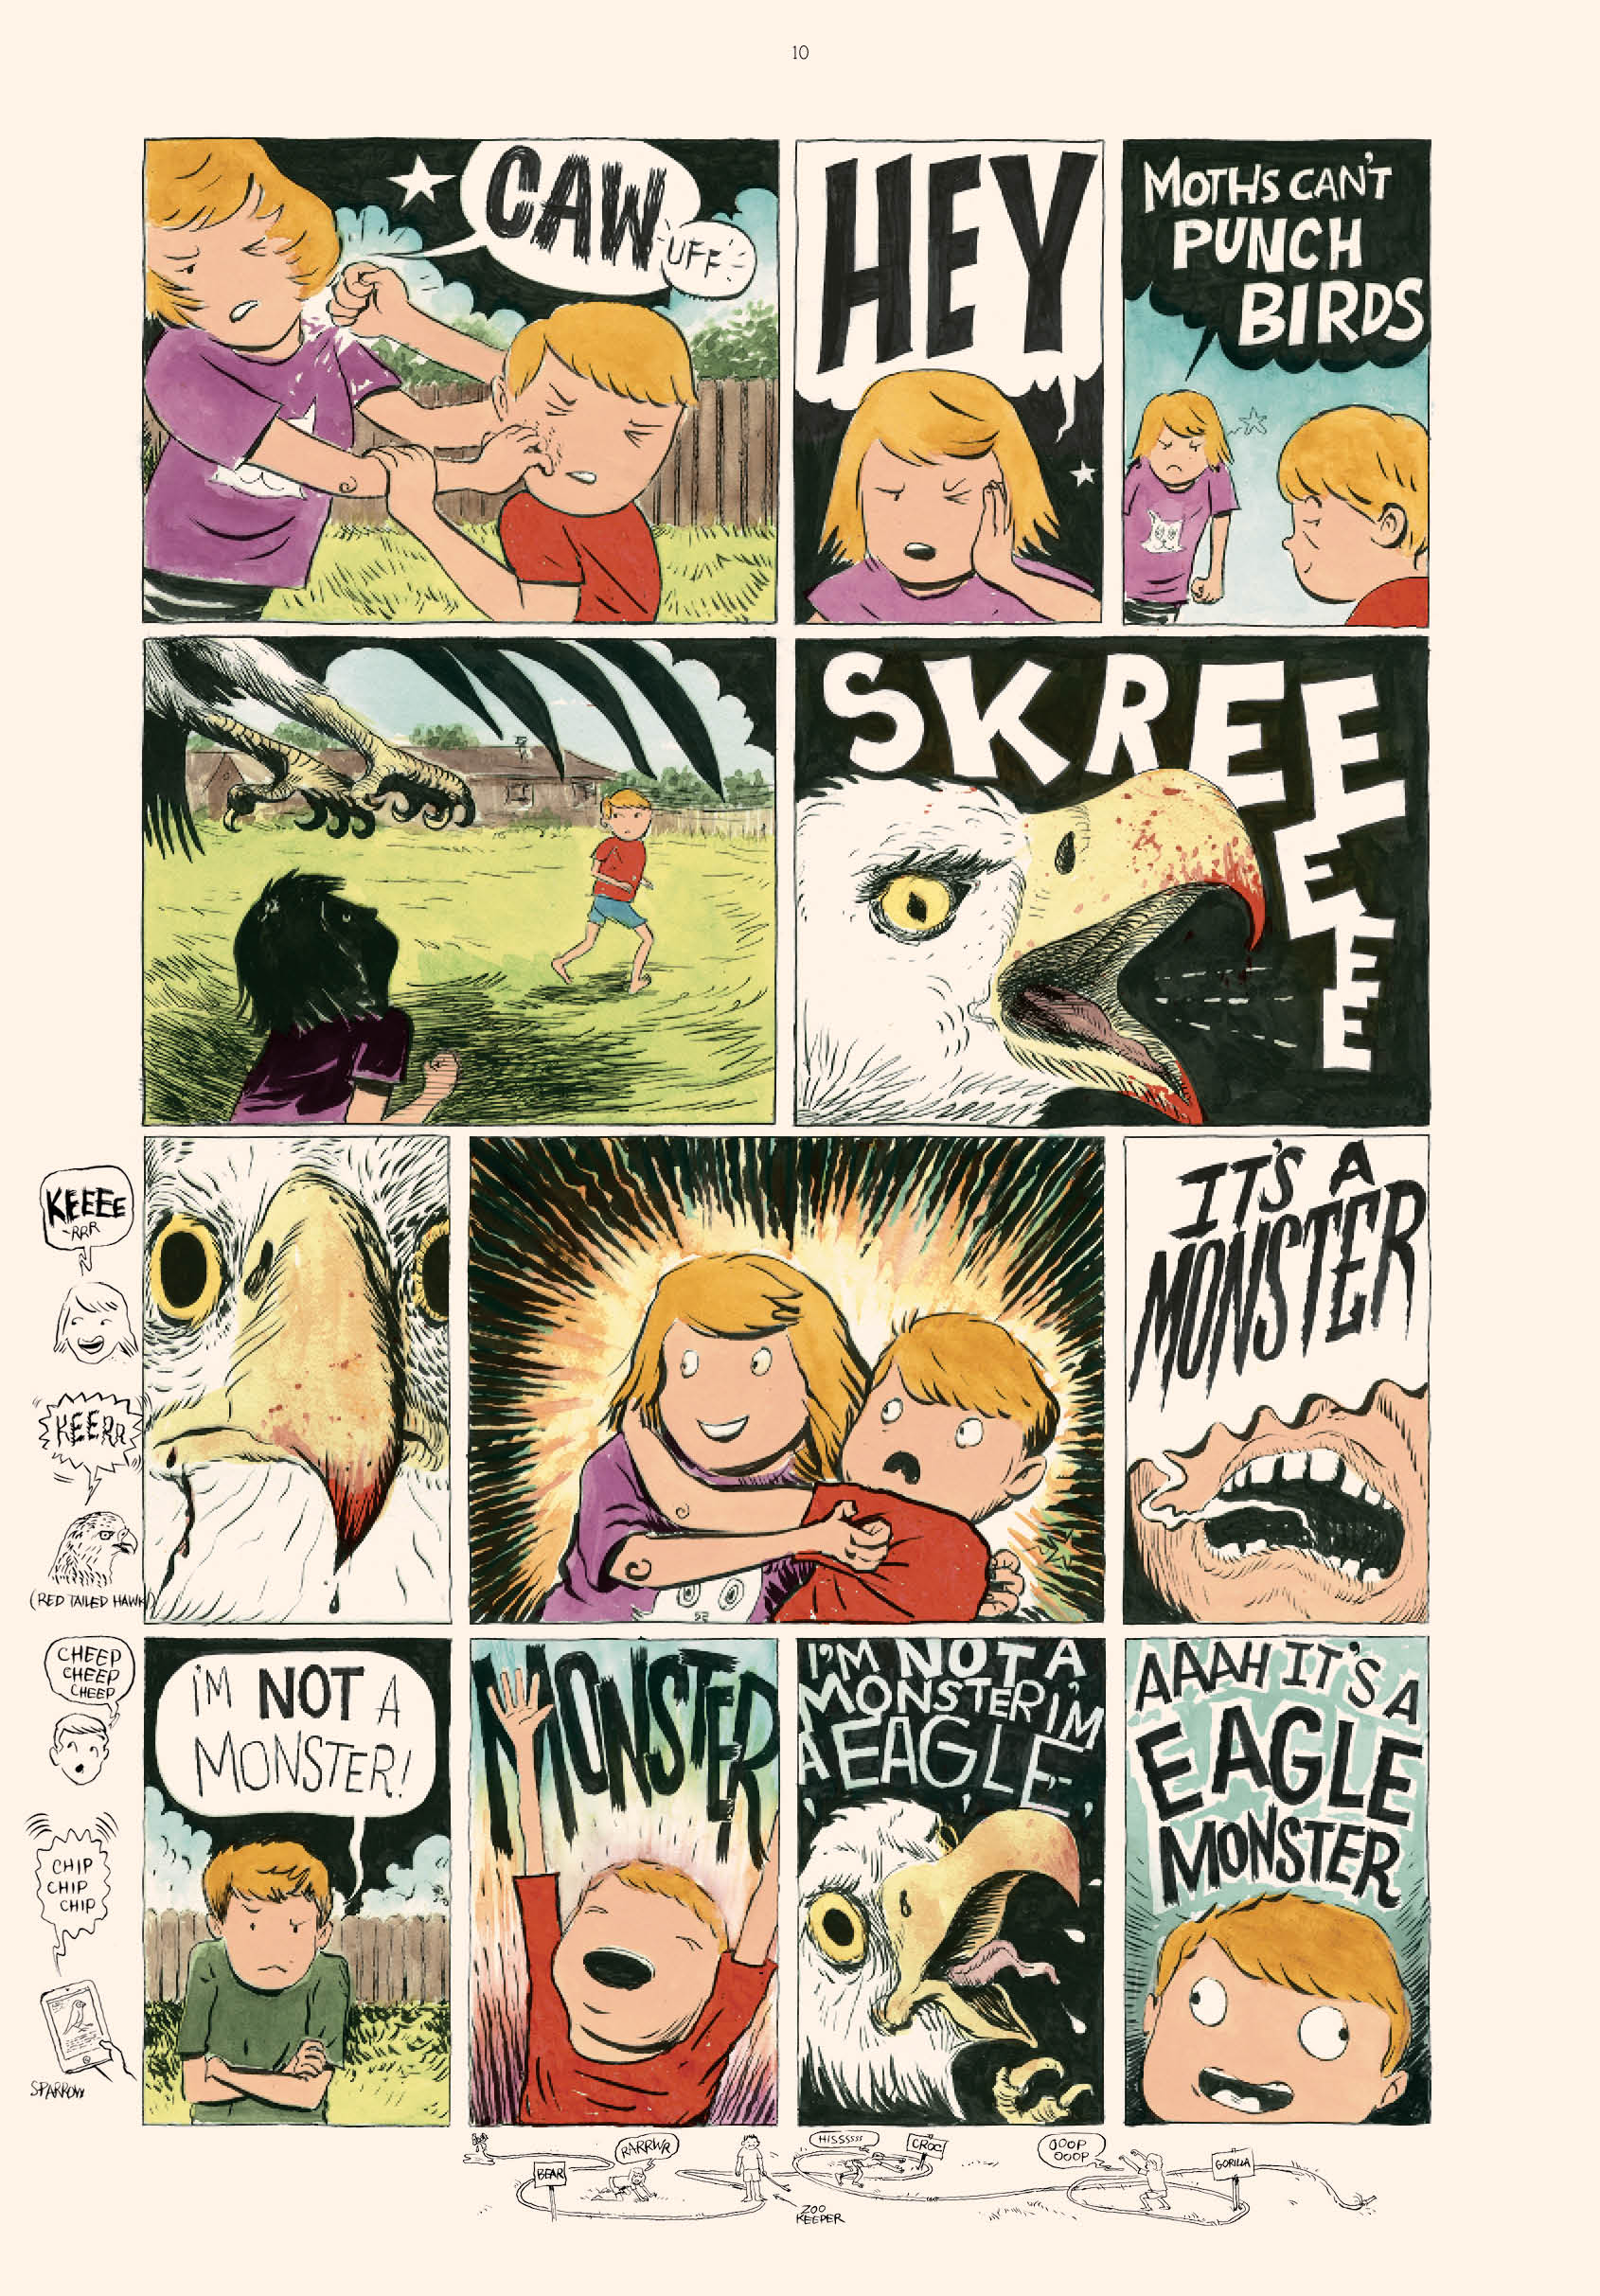 10
CAW
UFF
HEY
MOTHS CAN'T
PUNCH
BIRDS
SKREEEEEE
KEEEE
-RRR
KEERR
(RED TAILED HAWK)
IT'S A
MONSTER
CHEEP
CHEEP
CHEEP
CHIP
CHIP
CHIP
SPARROW
I'M NOT A
MONSTER!
MONSTER
I'M NOT A
MONSTER I'M
A EAGLE
AAAH IT'S A
EAGLE
MONSTER
BEAR
RARRWR
ZOO
KEEPER
HISSSSSS
CROC
OOOP
OOOP
GORILLA